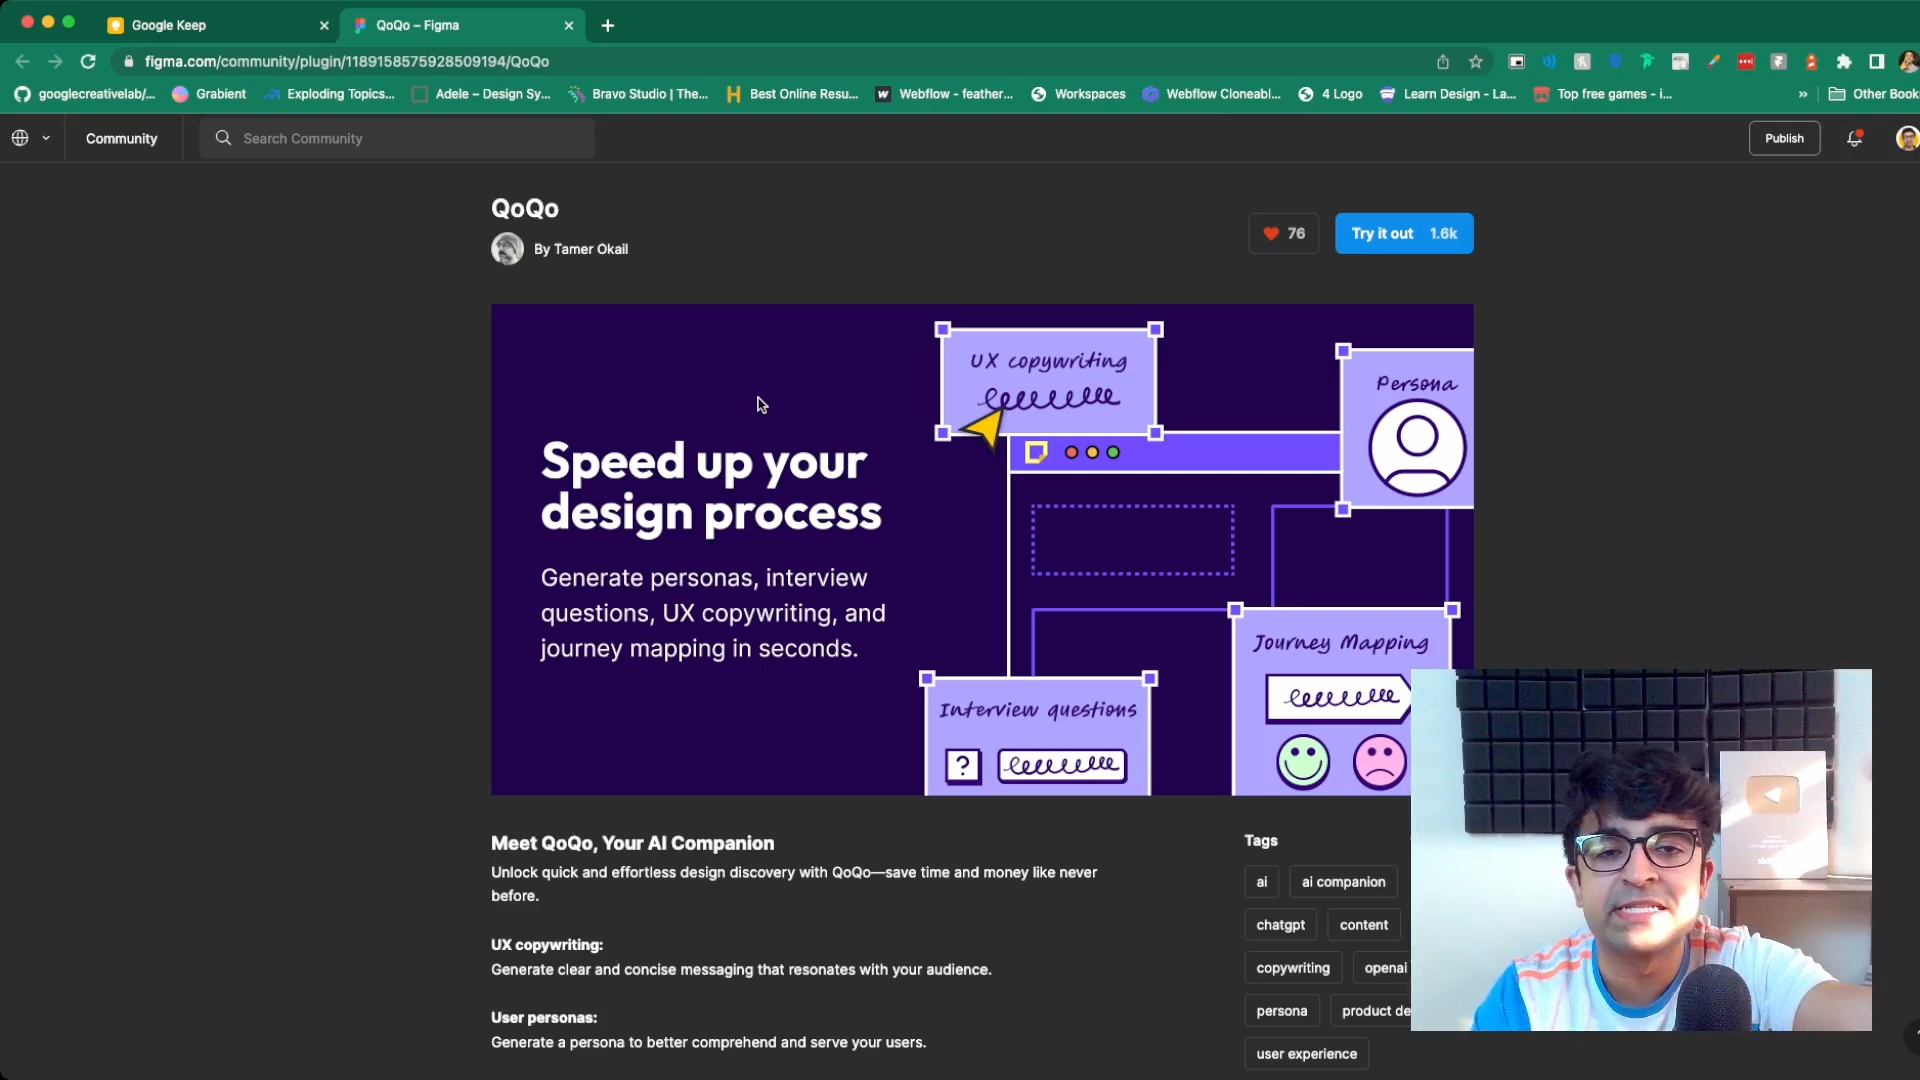 Google Keep
QoQo – Figma
figma.com/community/plugin/1189158575928509194/QoQo
googlecreativelab/...
Grabient
Exploding Topics...
Adele – Design Sy...
Bravo Studio | The...
Best Online Resu...
Webflow - feather...
Workspaces
Webflow Cloneabl...
4 Logo
Learn Design - La...
Top free games - i...
»
Other Book
Community
Search Community
Publish
QoQo
By Tamer Okail
76
Try it out 1.6k
Speed up your
design process
Generate personas, interview
questions, UX copywriting, and
journey mapping in seconds.
UX copywriting
Persona
Journey Mapping
Interview questions
?
Meet QoQo, Your AI Companion
Unlock quick and effortless design discovery with QoQo—save time and money like never
before.
UX copywriting:
Generate clear and concise messaging that resonates with your audience.
User personas:
Generate a persona to better comprehend and serve your users.
Tags
ai
ai companion
chatgpt
content
copywriting
openai
persona
product de
user experience